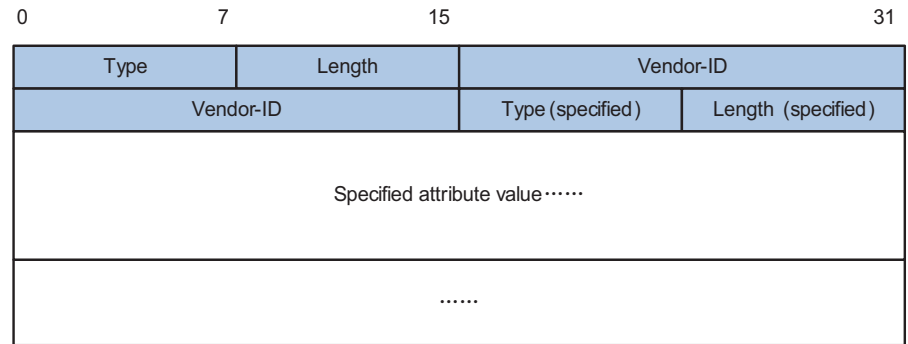 0 7 15 31
Type Length Vendor-ID
Vendor-ID Type (specified) Length (specified)
Specified attribute value······
······